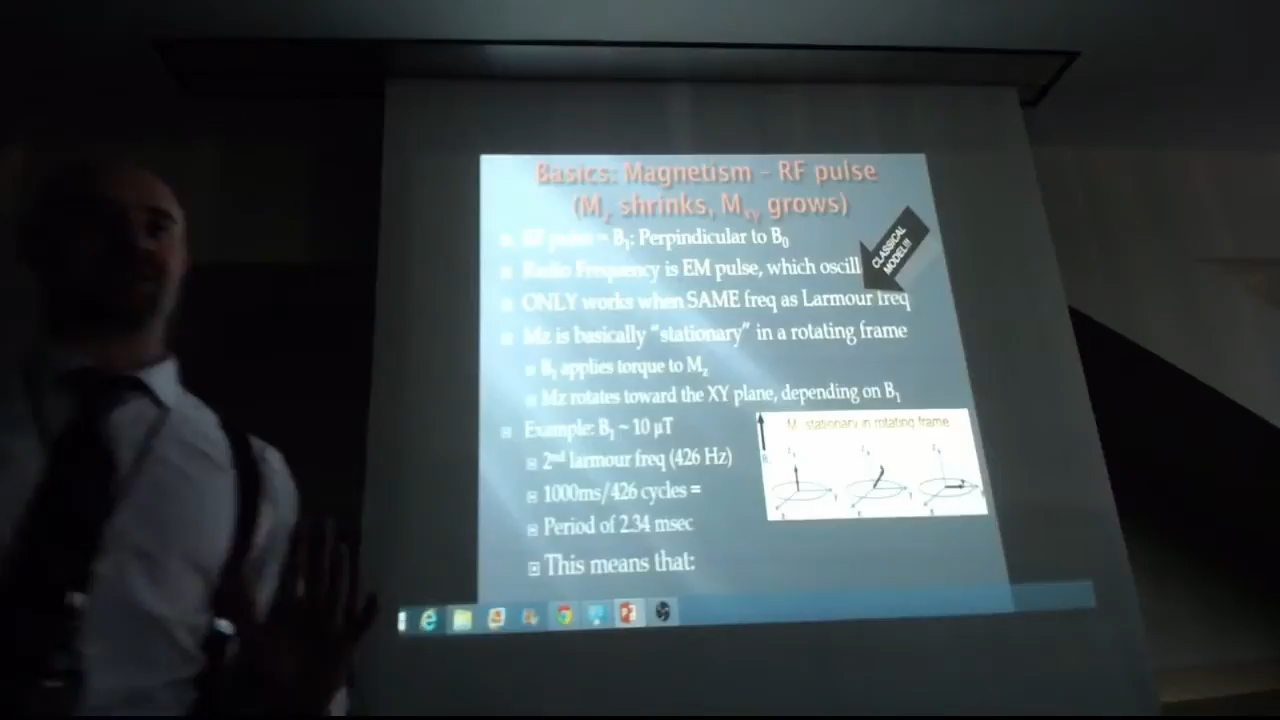 Basics: Magnetism – RF pulse
(Mz shrinks, Mxy grows)
RF pulse = B1: Perpindicular to B0
Radio Frequency is EM pulse, which oscill
CLASSICAL
MODEL!!!
ONLY works when SAME freq as Larmour freq
Mz is basically "stationary" in a rotating frame
B1 applies torque to Mz
Mz rotates toward the XY plane, depending on B1
Example: B1 ~ 10 µT
2nd larmour freq (426 Hz)
1000ms/426 cycles =
Period of 2.34 msec
This means that:
stationary in rotating frame